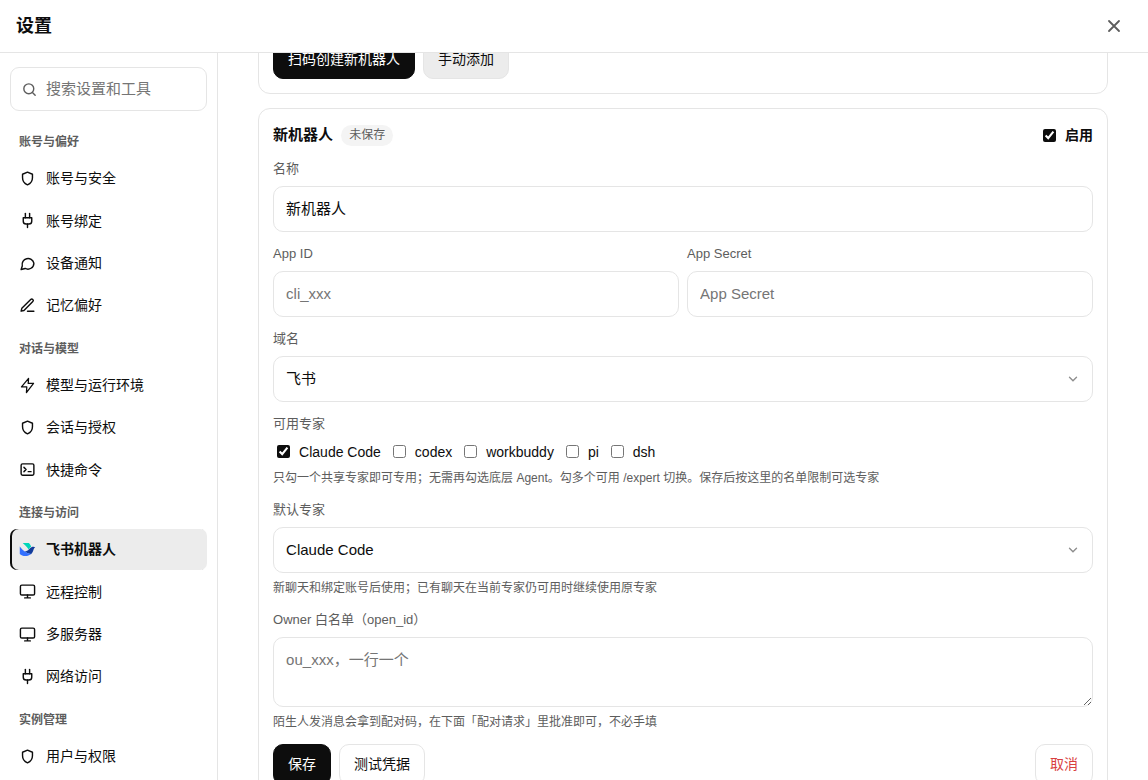 设置
搜索设置和工具
账号与偏好
账号与安全
账号绑定
设备通知
记忆偏好
对话与模型
模型与运行环境
会话与授权
快捷命令
连接与访问
飞书机器人
远程控制
多服务器
网络访问
实例管理
用户与权限
扫码创建新机器人
手动添加
新机器人 未保存
启用
名称
新机器人
App ID
App Secret
cli_xxx
App Secret
域名
飞书
可用专家
Claude Code codex workbuddy pi dsh
只勾一个共享专家即可专用；无需再勾选底层 Agent。勾多个可用 /expert 切换。保存后按这里的名单限制可选专家
默认专家
Claude Code
新聊天和绑定账号后使用；已有聊天在当前专家仍可用时继续使用原专家
Owner 白名单（open_id）
ou_xxx，一行一个
陌生人发消息会拿到配对码，在下面「配对请求」里批准即可，不必手填
保存
测试凭据
取消